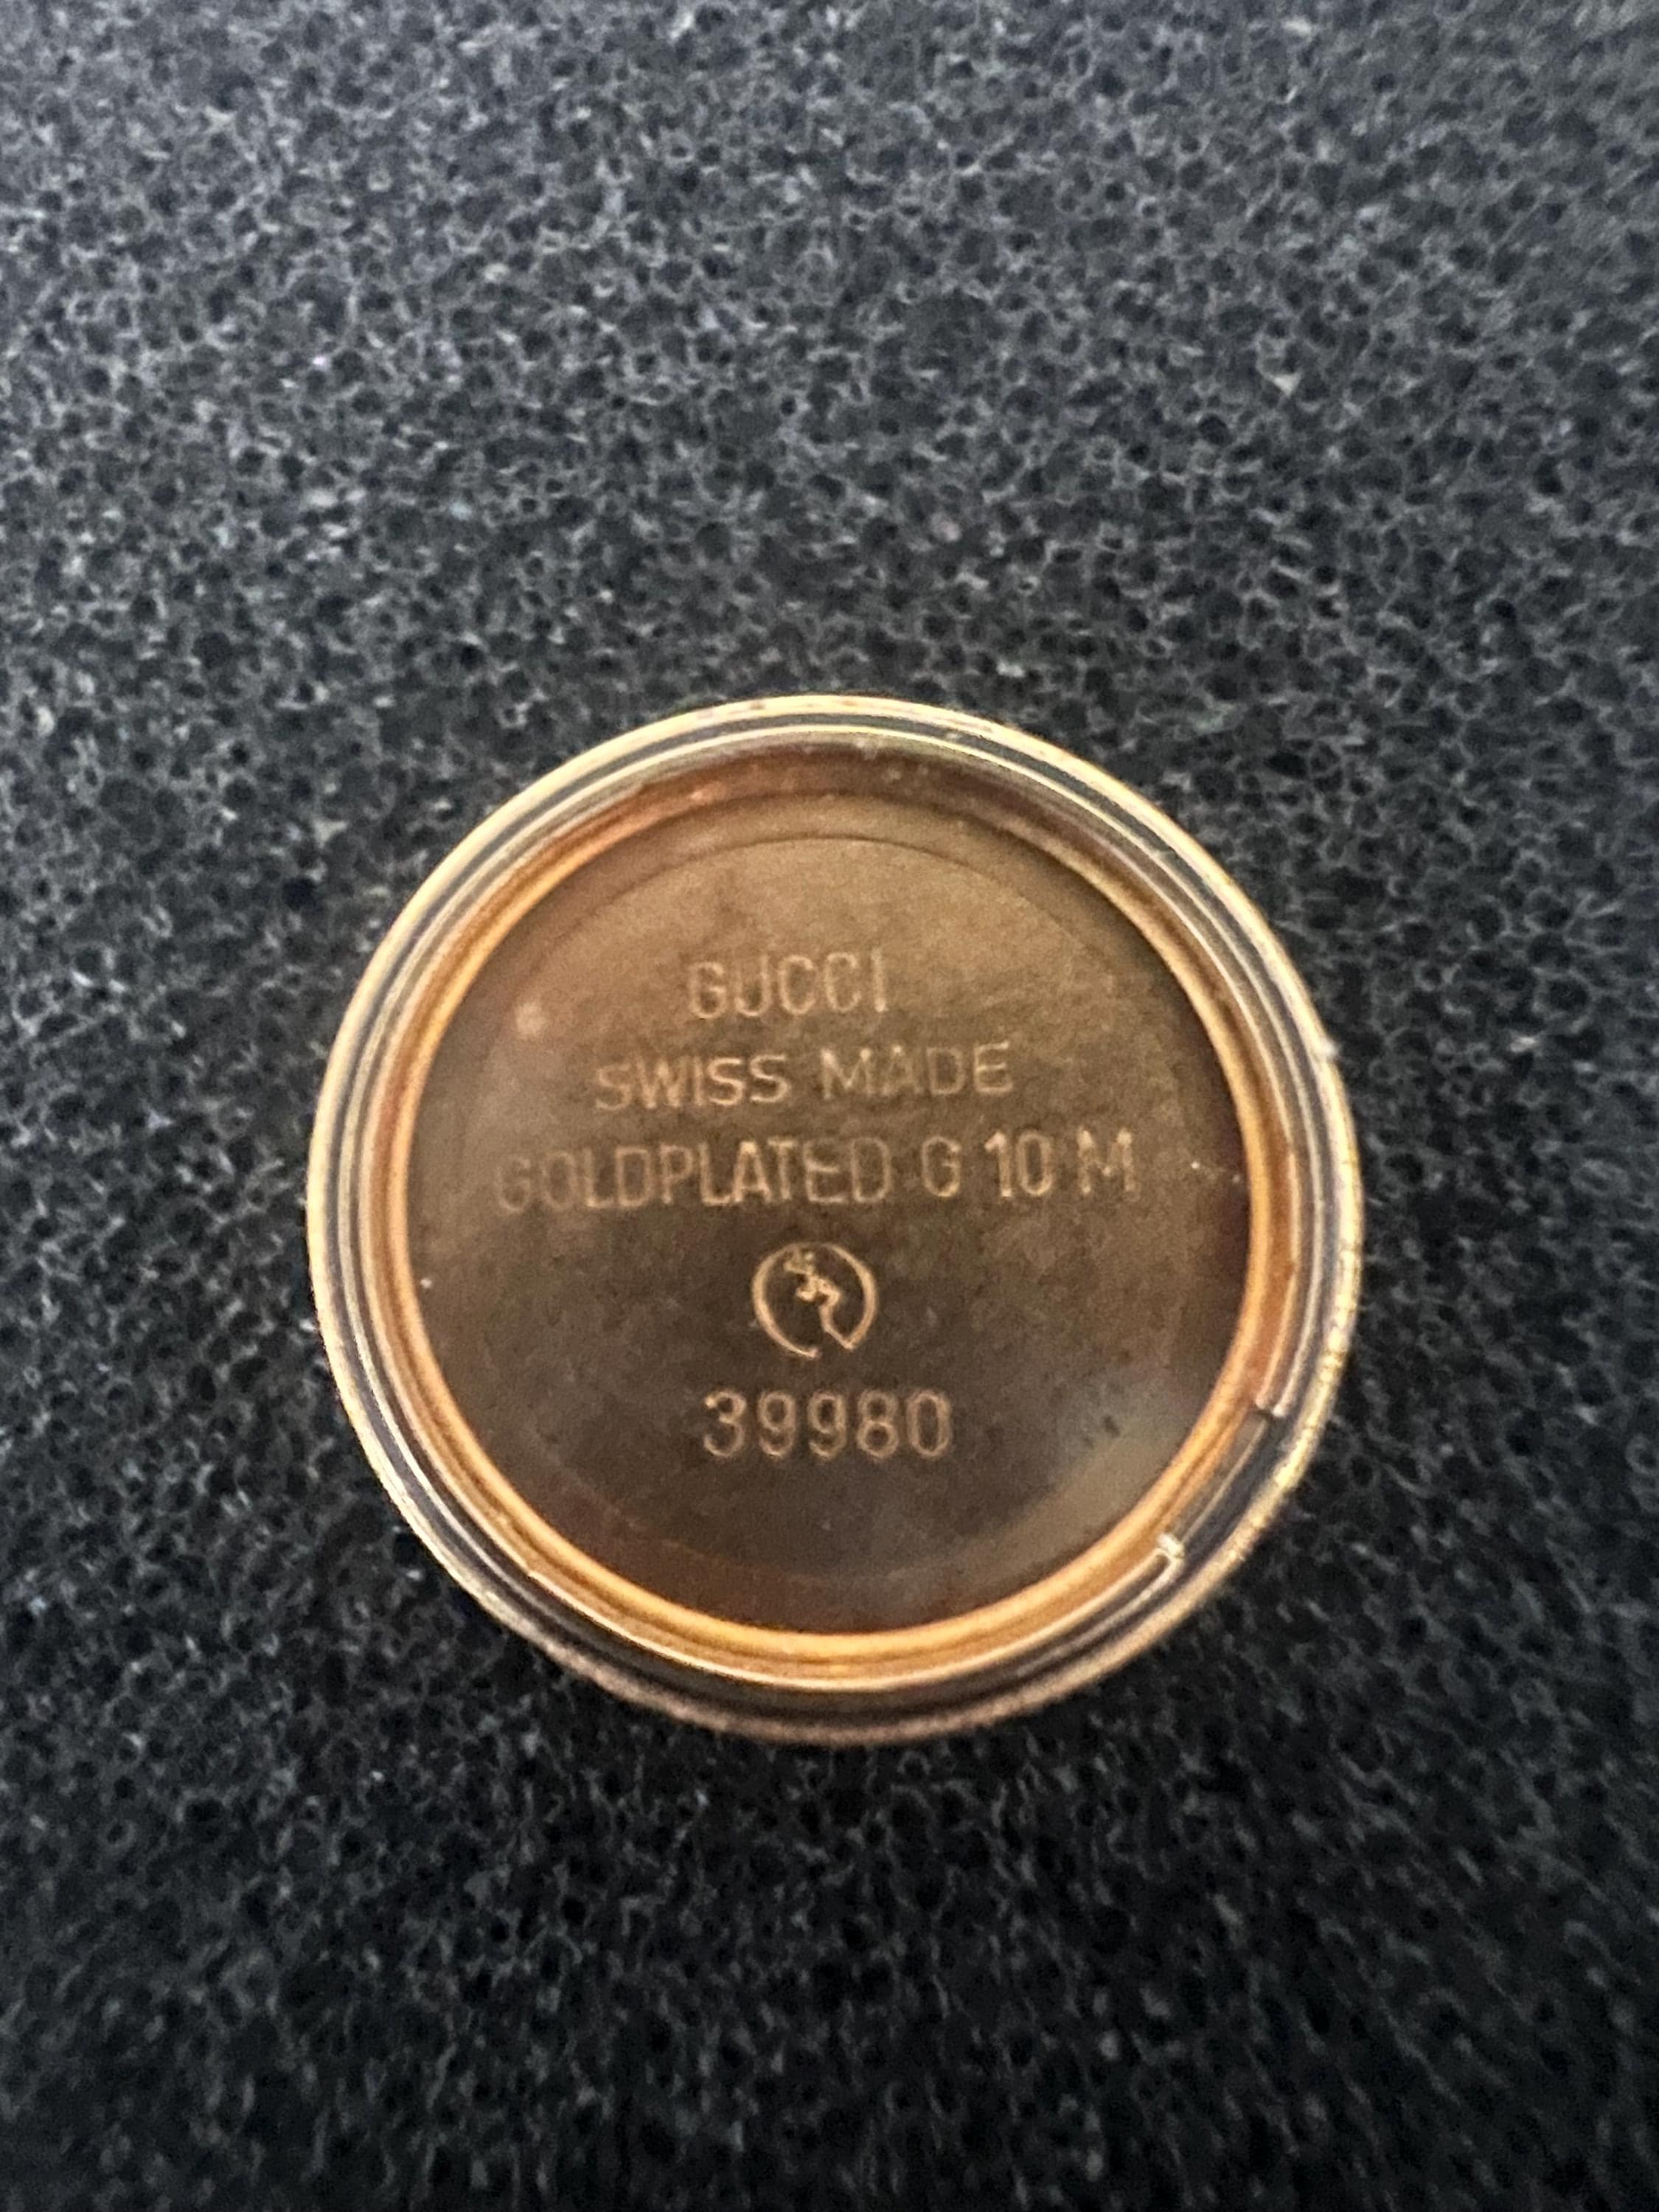 GUCCI
SWISS MADE
GOLDPLATED G 10 M
39980